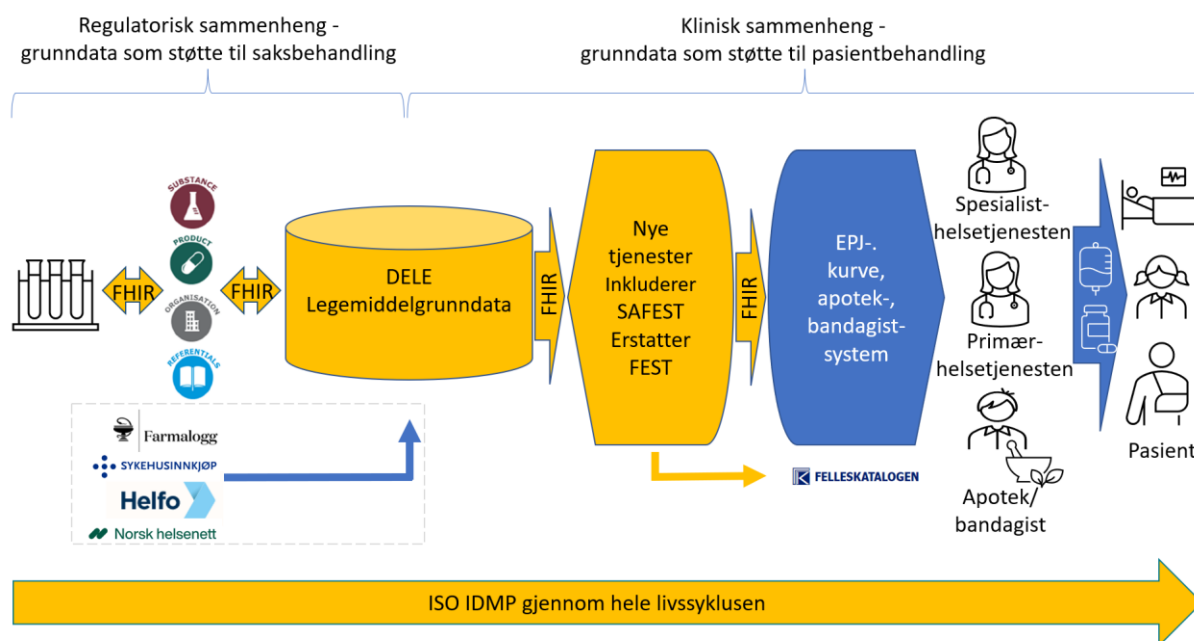 Regulatorisk sammenheng -
grunndata som støtte til saksbehandling
Klinisk sammenheng -
grunndata som støtte til pasientbehandling
SUBSTANCE
PRODUCT
ORGANISATION
REFERENTIALS
FHIR
FHIR
DELE
Legemiddelgrunndata
FHIR
Nye
tjenester
Inkluderer
SAFEST
Erstatter
FEST
FHIR
EPJ-.
kurve,
apotek-,
bandagist-
system
Spesialist-
helsetjenesten
Primær-
helsetjenesten
Apotek/
bandagist
Pasient
Farmalogg
SYKEHUSINNKJØP
Helfo
Norsk helsenett
FELLESKATALOGEN
ISO IDMP gjennom hele livssyklusen